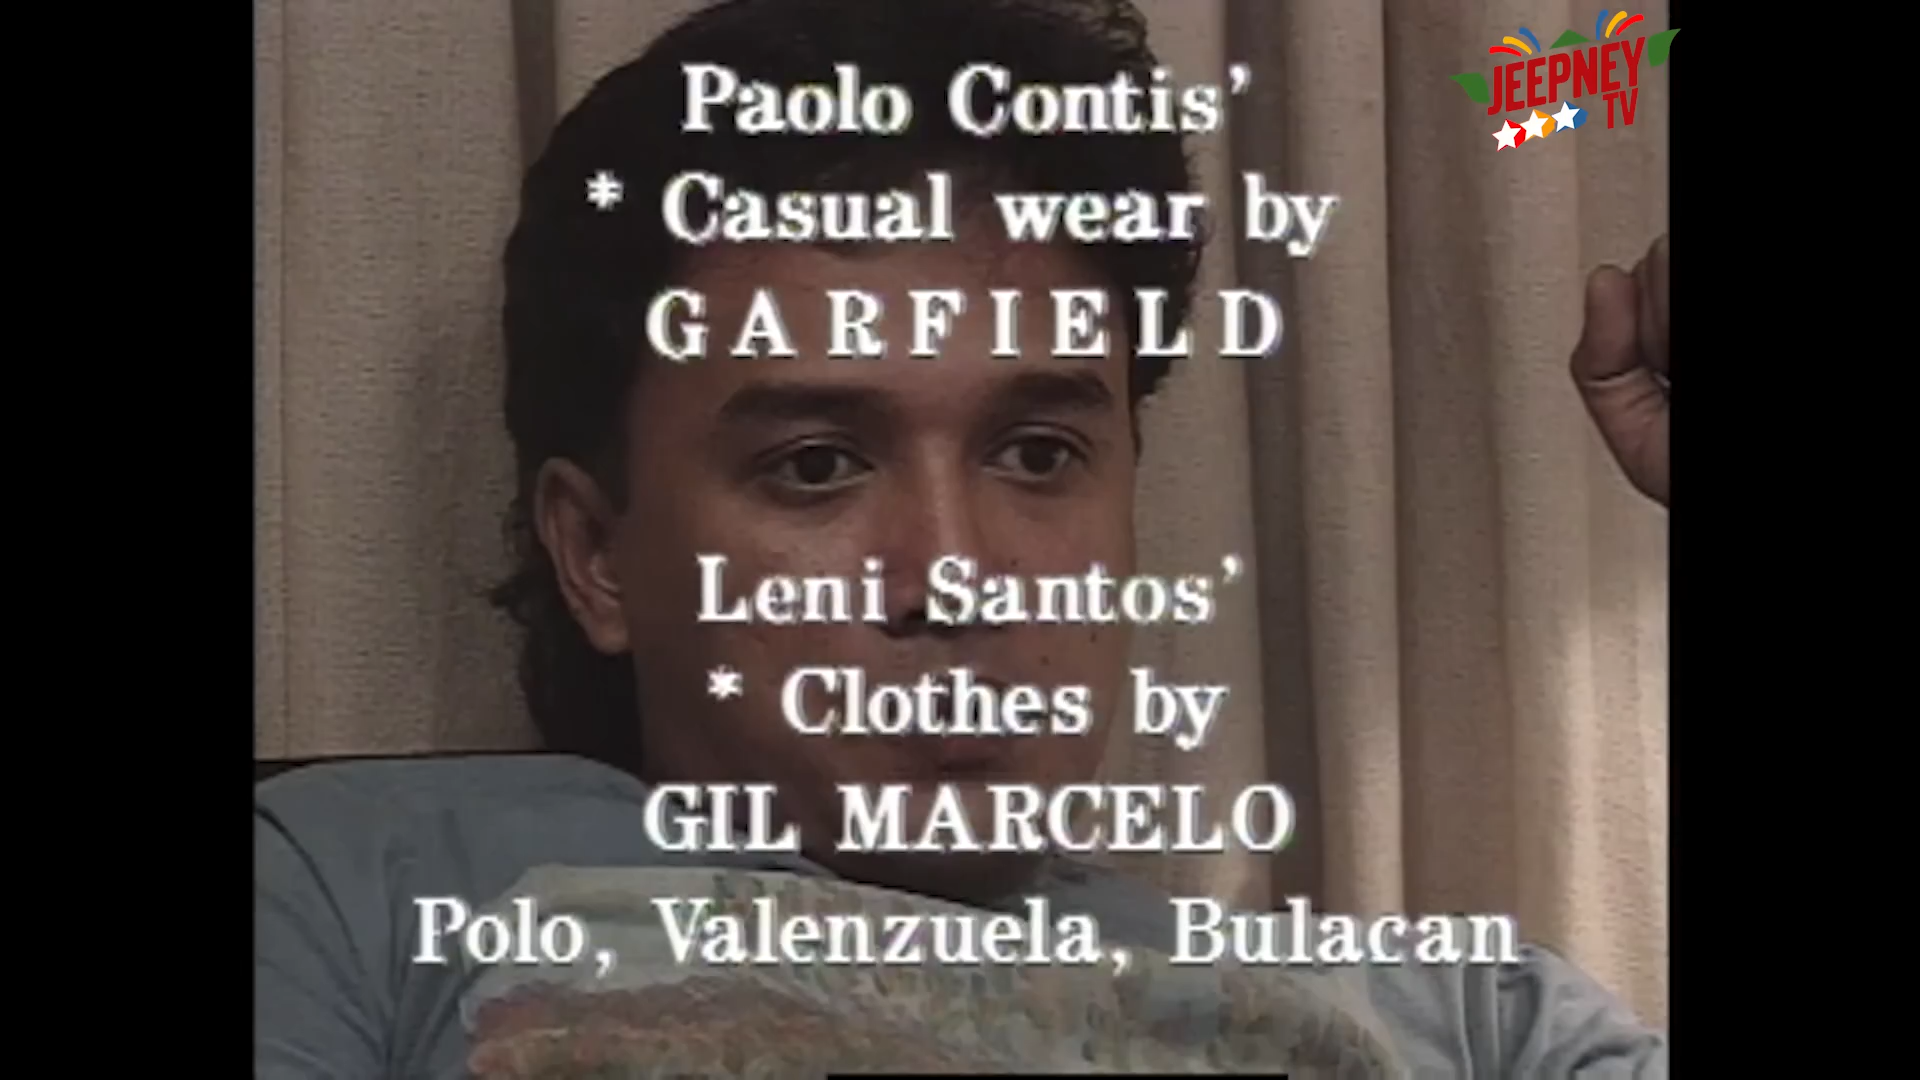 JEEPNEY
TV
Paolo Contis’
* Casual wear by
GARFIELD
Leni Santos’
* Clothes by
GIL MARCELO
Polo, Valenzuela, Bulacan